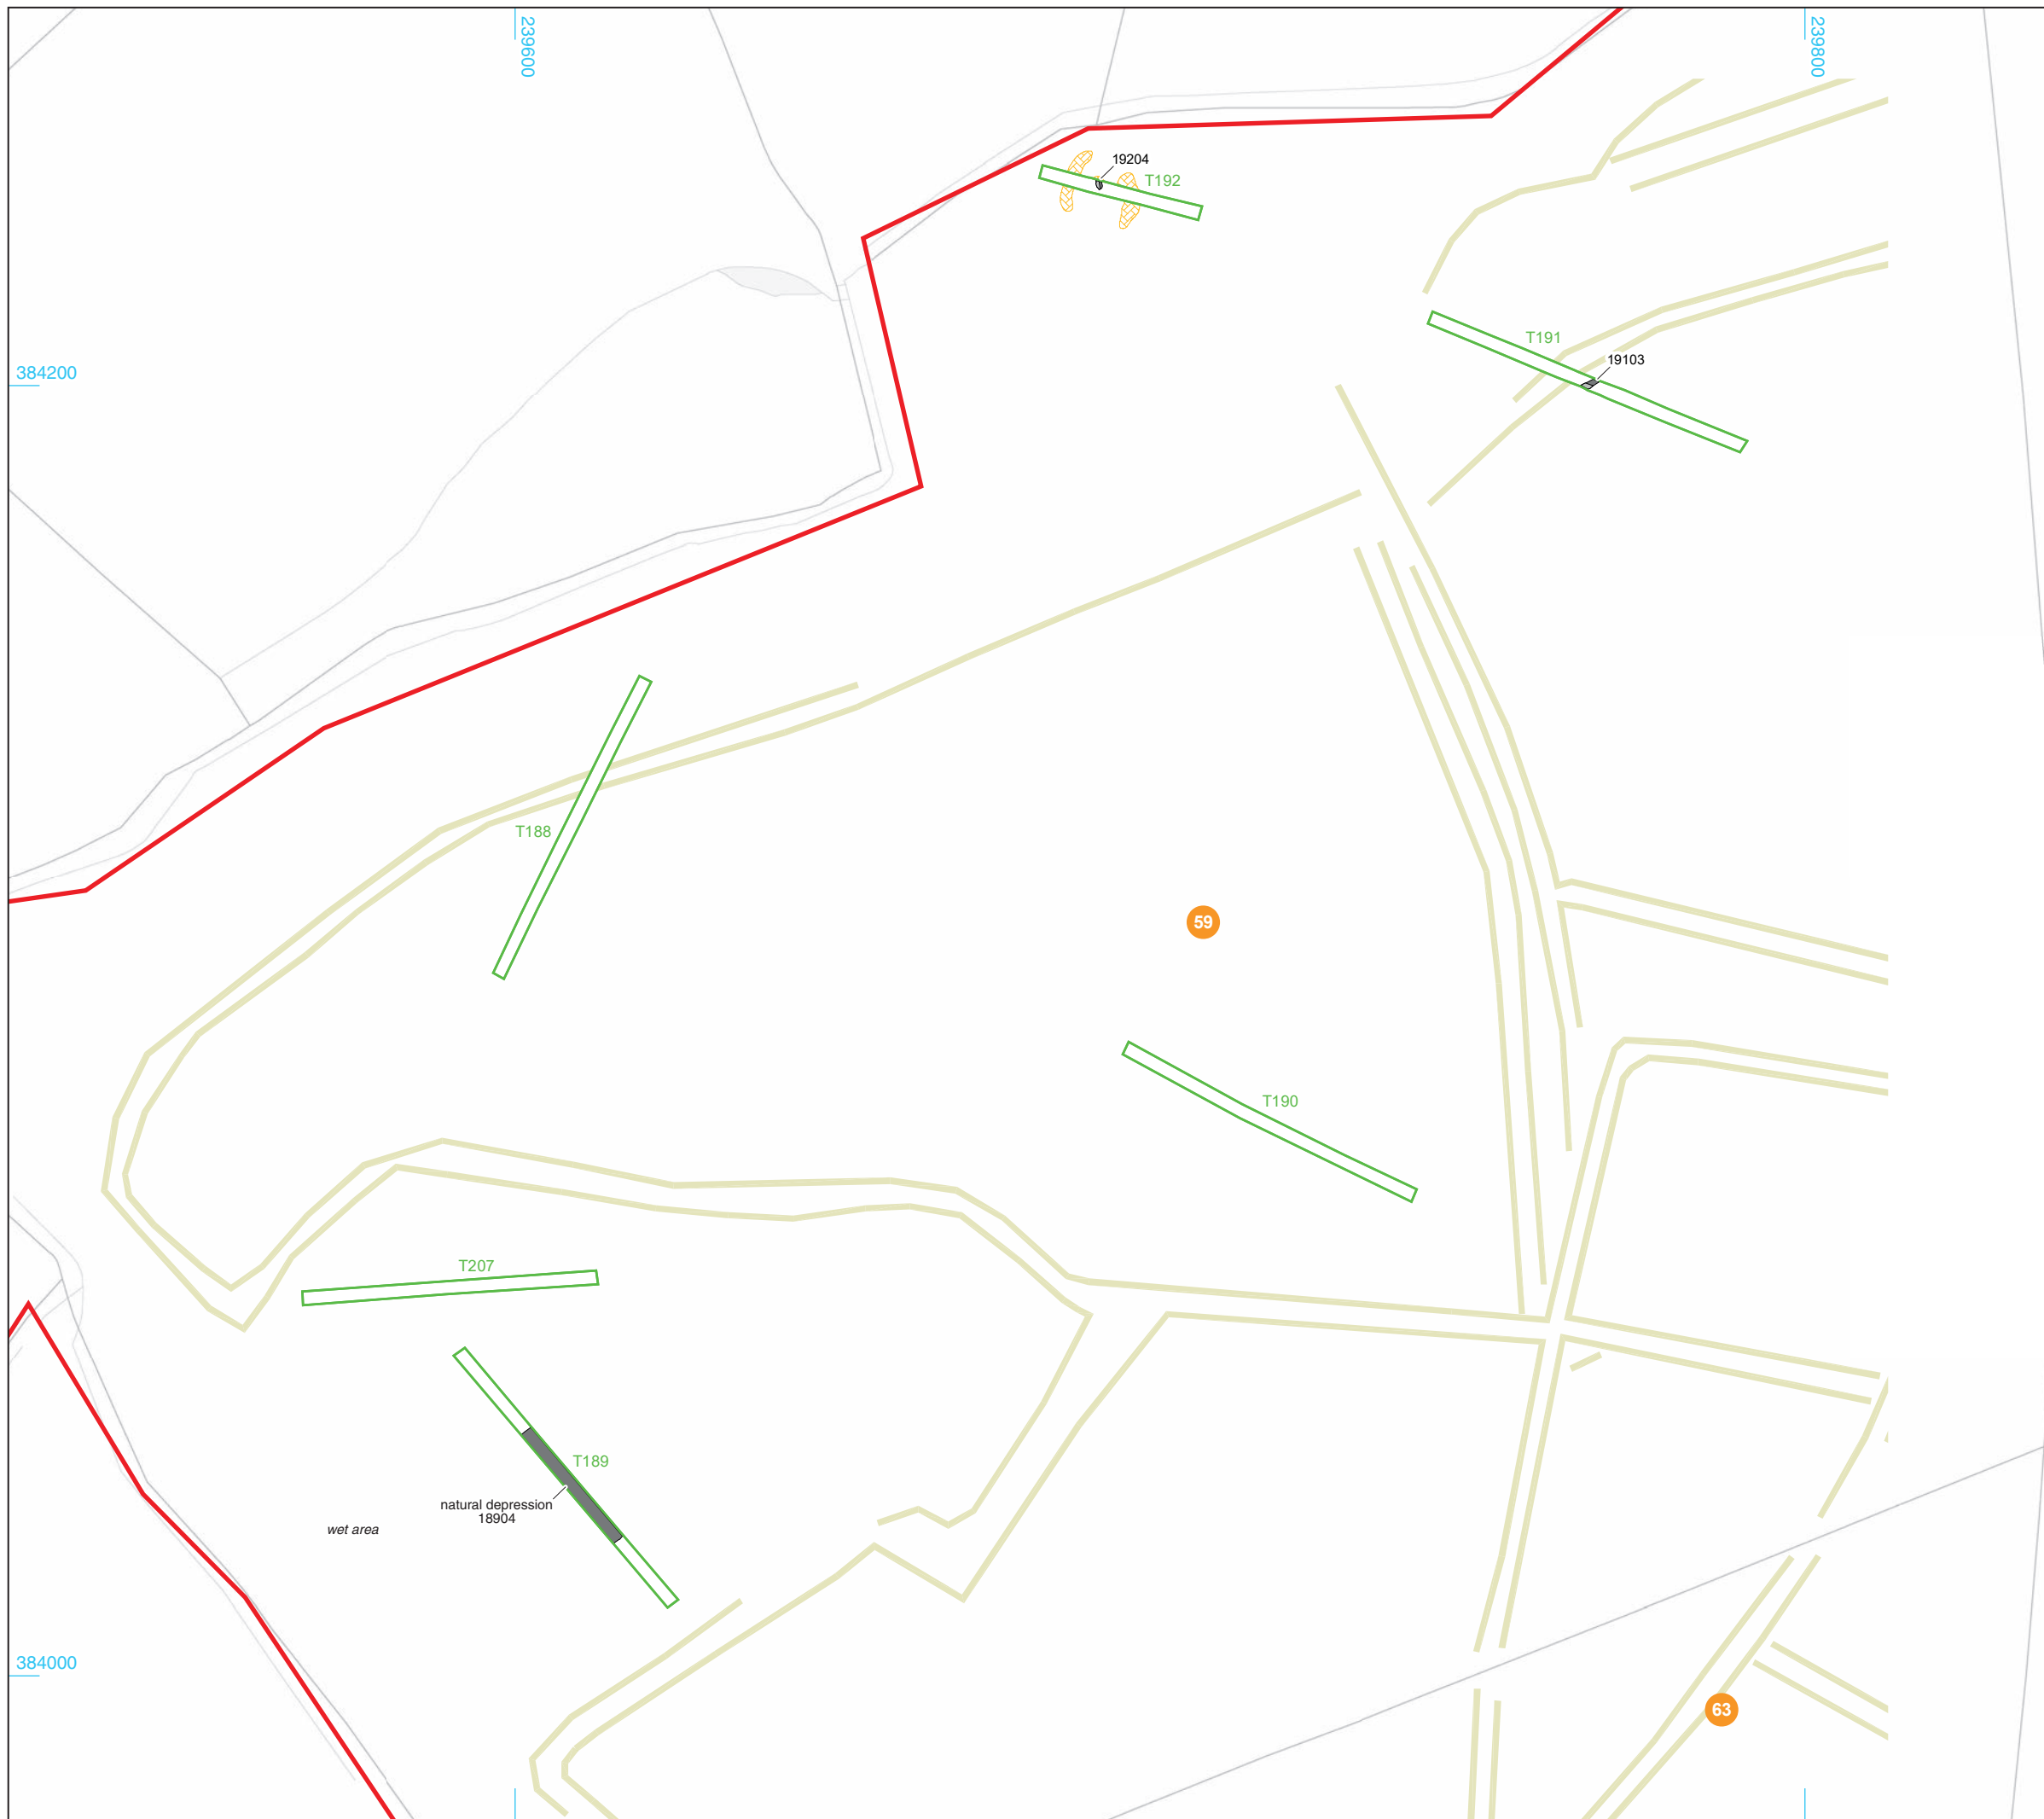 239600
239800
19204
T192
T191
19103
384200
T188
59
T190
T207
T189
natural depression
18904
wet area
384000
63